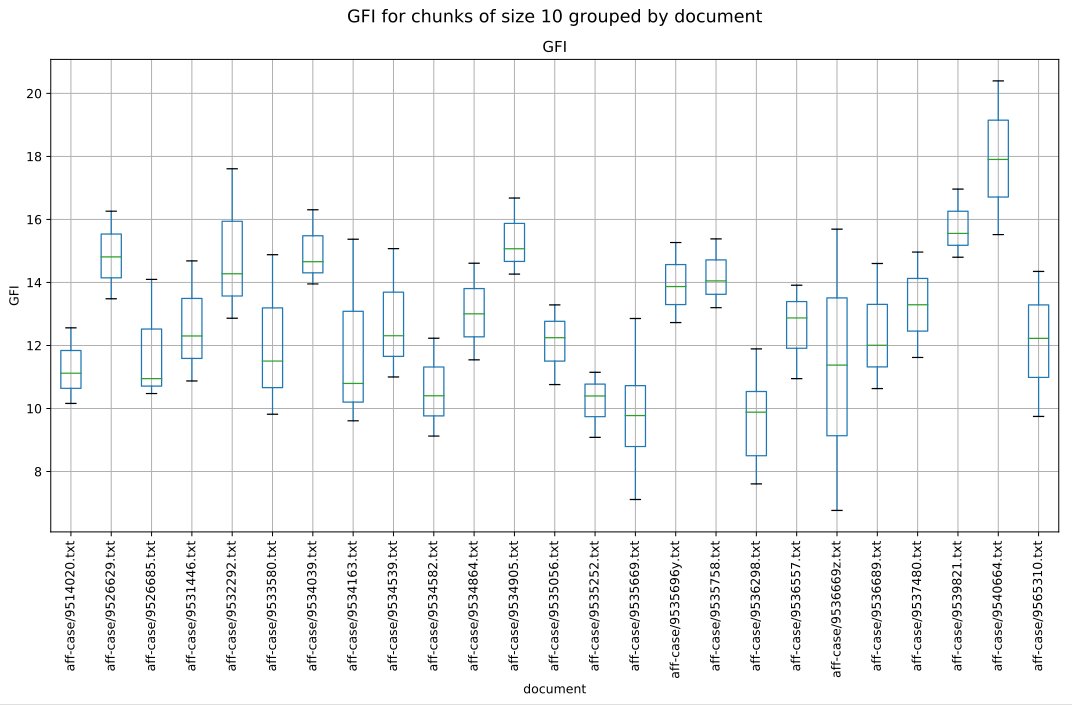 GFI for chunks of size 10 grouped by document
GFI
GFI
20
18
16
14
12
10
8
aff-case/9514020.txt
aff-case/9526629.txt
aff-case/9526685.txt
aff-case/9531446.txt
aff-case/9532292.txt
aff-case/9533580.txt
aff-case/9534039.txt
aff-case/9534163.txt
aff-case/9534539.txt
aff-case/9534582.txt
aff-case/9534864.txt
aff-case/9534905.txt
aff-case/9535056.txt
aff-case/9535252.txt
aff-case/9535669.txt
aff-case/9535696y.txt
aff-case/9535758.txt
aff-case/9536298.txt
aff-case/9536557.txt
aff-case/9536669z.txt
aff-case/9536689.txt
aff-case/9537480.txt
aff-case/9539821.txt
aff-case/9540664.txt
aff-case/9565310.txt
document